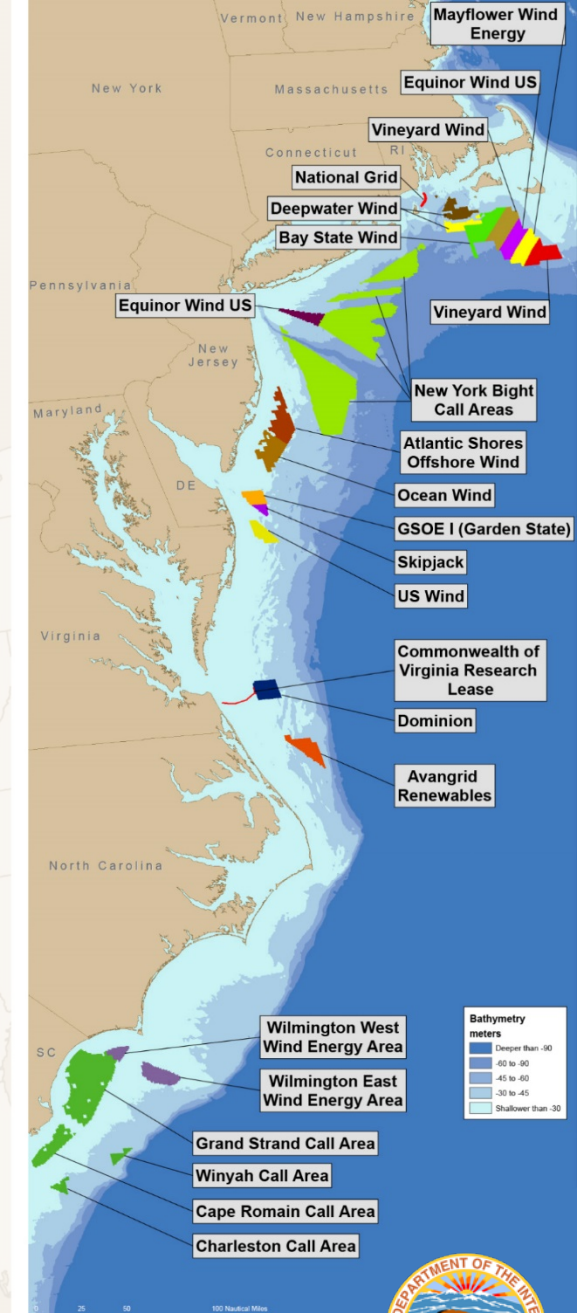 Vermont
New Hampshire
Mayflower Wind
Energy
New York
Massachusetts
Equinor Wind US
Vineyard Wind
Connecticut
RI
National Grid
Deepwater Wind
Bay State Wind
Pennsylvania
Equinor Wind US
Vineyard Wind
New
Jersey
New York Bight
Call Areas
Maryland
Atlantic Shores
Offshore Wind
DE
Ocean Wind
GSOE I (Garden State)
Skipjack
US Wind
Virginia
Commonwealth of
Virginia Research
Lease
Dominion
Avangrid
Renewables
North Carolina
Bathymetry
meters
Deeper than -90
-60 to -90
-45 to -60
-30 to -45
Shallower than -30
SC
Wilmington West
Wind Energy Area
Wilmington East
Wind Energy Area
Grand Strand Call Area
Winyah Call Area
Cape Romain Call Area
Charleston Call Area
0 25 50 100 Nautical Miles
DEPARTMENT OF THE INTE